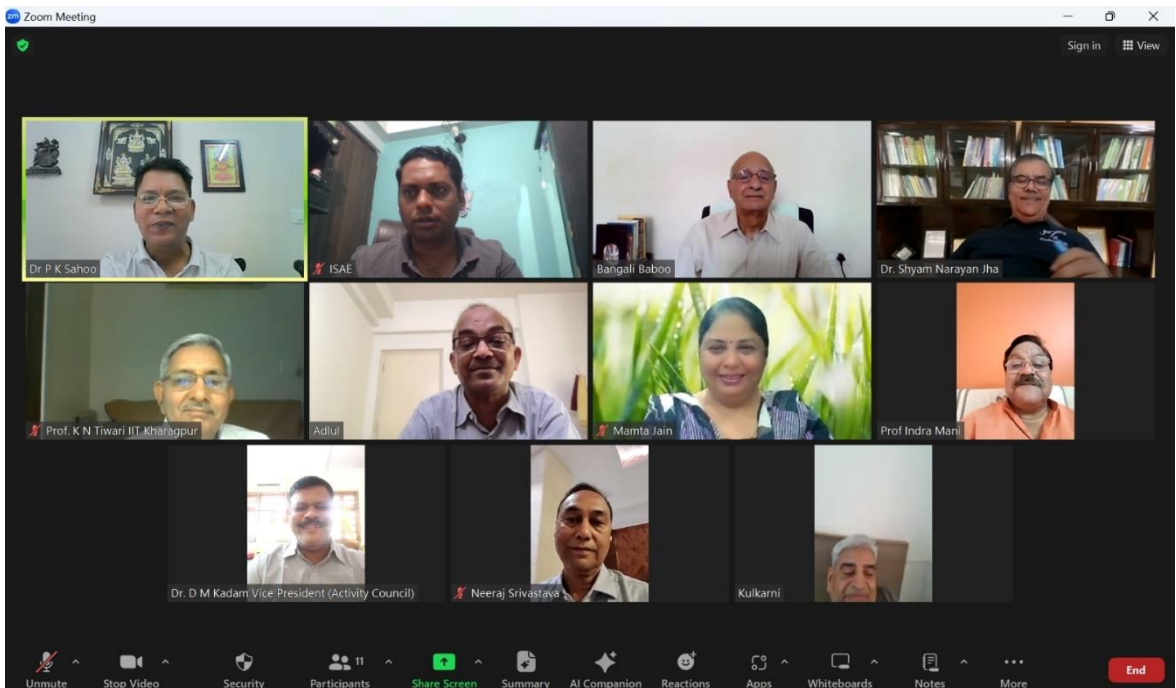 zm Zoom Meeting
Sign in View
Dr P K Sahoo
ISAE
Bangali Baboo
Dr. Shyam Narayan Jha
Prof. K N Tiwari IIT Kharagpur
Adlul
Mamta Jain
Prof Indra Mani
Dr. D M Kadam Vice President (Activity Council)
Neeraj Srivastava
Kulkarni
11
Unmute Stop Video Security Participants Share Screen Summary AI Companion Reactions Apps Whiteboards Notes More End